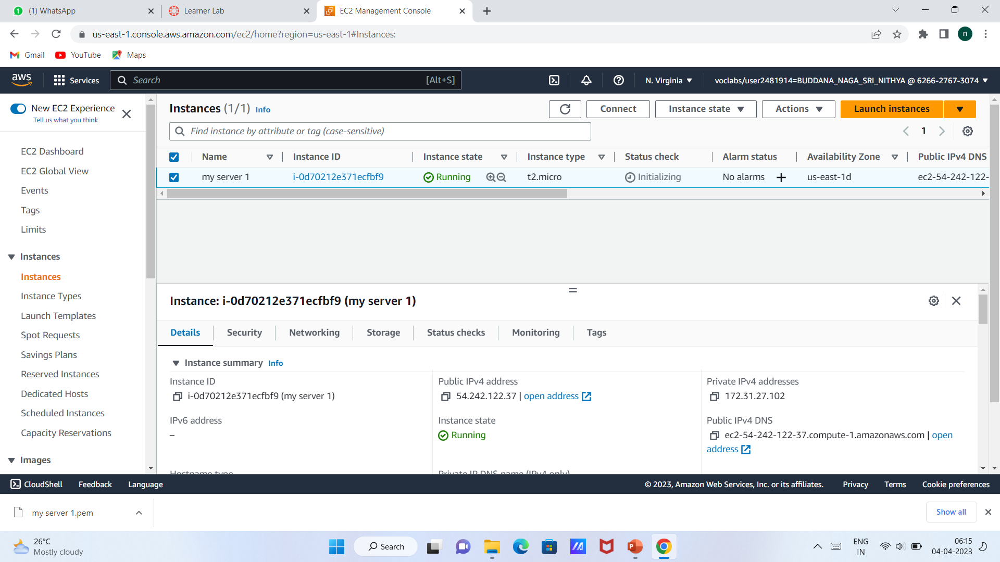 (1) WhatsApp
Learner Lab
EC2 Management Console
us-east-1.console.aws.amazon.com/ec2/home?region=us-east-1#Instances:
n
Gmail
YouTube
Maps
aws
Services
Search
[Alt+S]
N. Virginia
voclabs/user2481914=BUDDANA_NAGA_SRI_NITHYA @ 6266-2767-3074
New EC2 Experience
Tell us what you think
EC2 Dashboard
EC2 Global View
Events
Tags
Limits
Instances
Instances
Instance Types
Launch Templates
Spot Requests
Savings Plans
Reserved Instances
Dedicated Hosts
Scheduled Instances
Capacity Reservations
Images
Instances (1/1) Info
Connect
Instance state
Actions
Launch instances
Find instance by attribute or tag (case-sensitive)
1
Name
Instance ID
Instance state
Instance type
Status check
Alarm status
Availability Zone
Public IPv4 DNS
my server 1
i-0d70212e371ecfbf9
Running
t2.micro
Initializing
No alarms
us-east-1d
ec2-54-242-122-
Instance: i-0d70212e371ecfbf9 (my server 1)
Details
Security
Networking
Storage
Status checks
Monitoring
Tags
Instance summary Info
Instance ID
i-0d70212e371ecfbf9 (my server 1)
Public IPv4 address
54.242.122.37 | open address
Private IPv4 addresses
172.31.27.102
IPv6 address
–
Instance state
Running
Public IPv4 DNS
ec2-54-242-122-37.compute-1.amazonaws.com | open
address
Hostname type
Private IP DNS name (IPv4 only)
CloudShell
Feedback
Language
© 2023, Amazon Web Services, Inc. or its affiliates.
Privacy
Terms
Cookie preferences
my server 1.pem
Show all
26°C
Mostly cloudy
Search
ENG
IN
06:15
04-04-2023